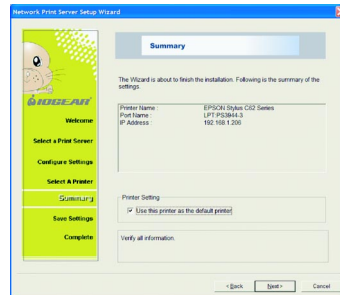 Network Print Server Setup Wizard
Summary
The Wizard is about to finish the installation. Following is the summary of the
settings.
Printer Name : EPSON Stylus C62 Series
Port Name : LPT:PS3944-3
IP Address : 192.168.1.206
IOGEAR
Welcome
Select a Print Server
Configure Settings
Select A Printer
Summary
Save Settings
Complete
Printer Setting
Use this printer as the default printer
Verify all information.
< Back
Next >
Cancel